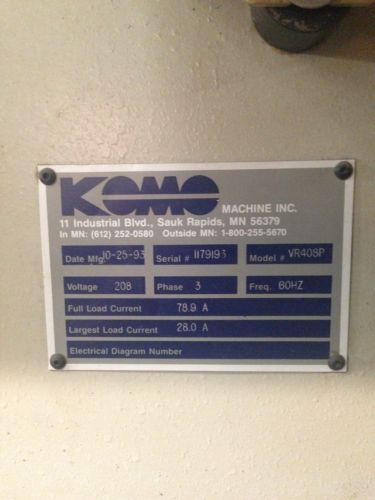 KOMO MACHINE INC.
11 Industrial Blvd., Sauk Rapids, MN 56379
In MN: (612) 252-0580 Outside MN: 1-800-255-5670
Date Mfg. 10-25-93 Serial # 1179193 Model # VR408P
Voltage 208 Phase 3 Freq. 60HZ
Full Load Current 78.9 A
Largest Load Current 28.0 A
Electrical Diagram Number